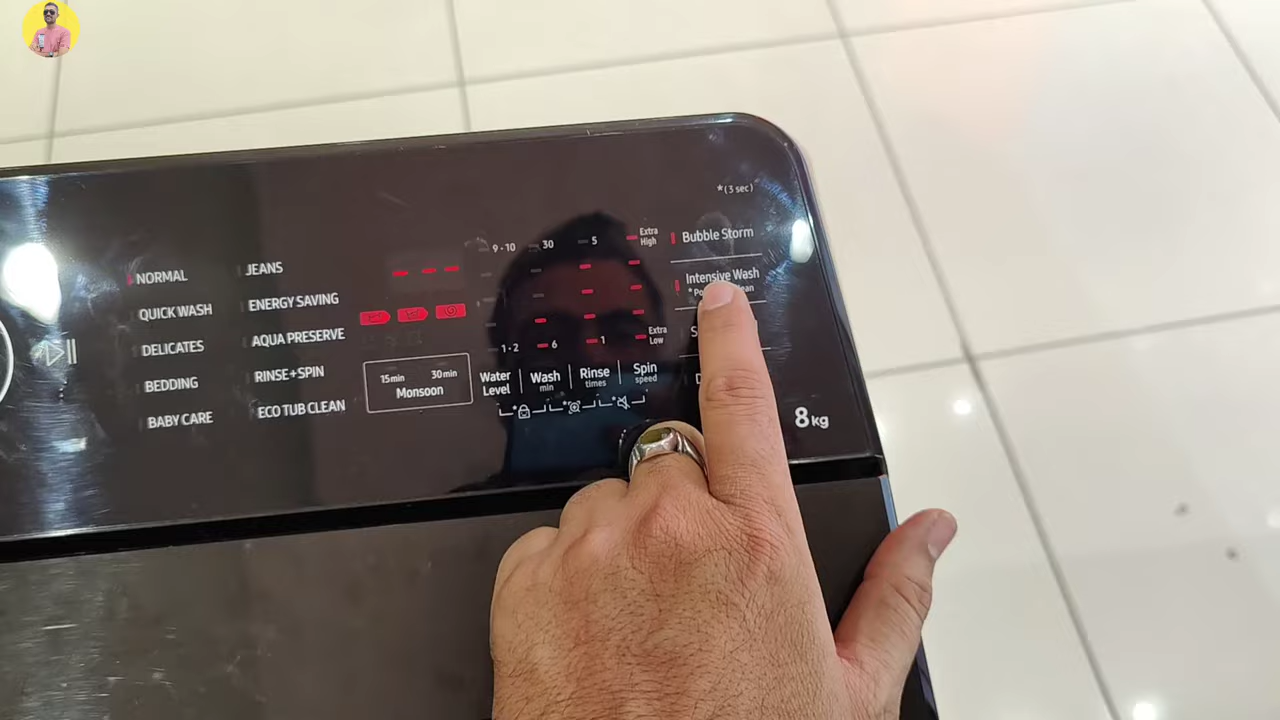 *(3 sec)
Bubble Storm
Intensive Wash
NORMAL
QUICK WASH
DELICATES
BEDDING
BABY CARE
JEANS
ENERGY SAVING
AQUA PRESERVE
RINSE+SPIN
ECO TUB CLEAN
15min 30min
Monsoon
9·10 30 5 Extra High
1·2 6 1 Extra Low
Water Level
Wash min
Rinse times
Spin speed
8kg